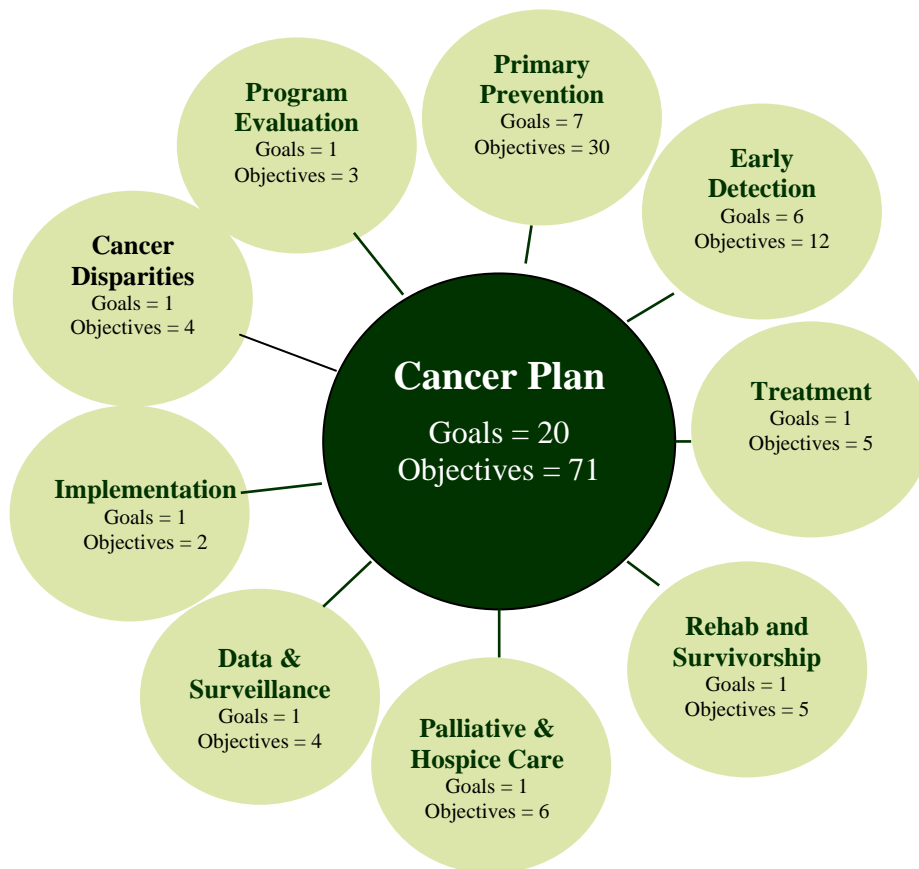 Primary
Prevention
Goals = 7
Objectives = 30
Program
Evaluation
Goals = 1
Objectives = 3
Early
Detection
Goals = 6
Objectives = 12
Cancer
Disparities
Goals = 1
Objectives = 4
Cancer Plan
Goals = 20
Objectives = 71
Treatment
Goals = 1
Objectives = 5
Implementation
Goals = 1
Objectives = 2
Rehab and
Survivorship
Goals = 1
Objectives = 5
Data &
Surveillance
Goals = 1
Objectives = 4
Palliative &
Hospice Care
Goals = 1
Objectives = 6